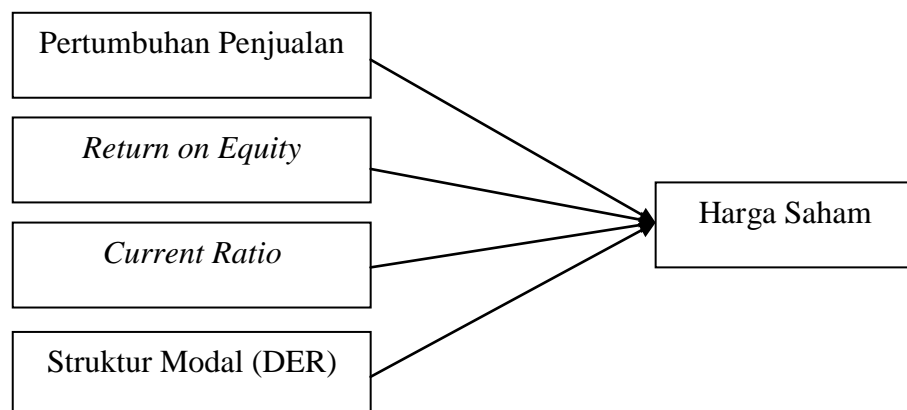 Pertumbuhan Penjualan
Return on Equity
Current Ratio
Struktur Modal (DER)
Harga Saham